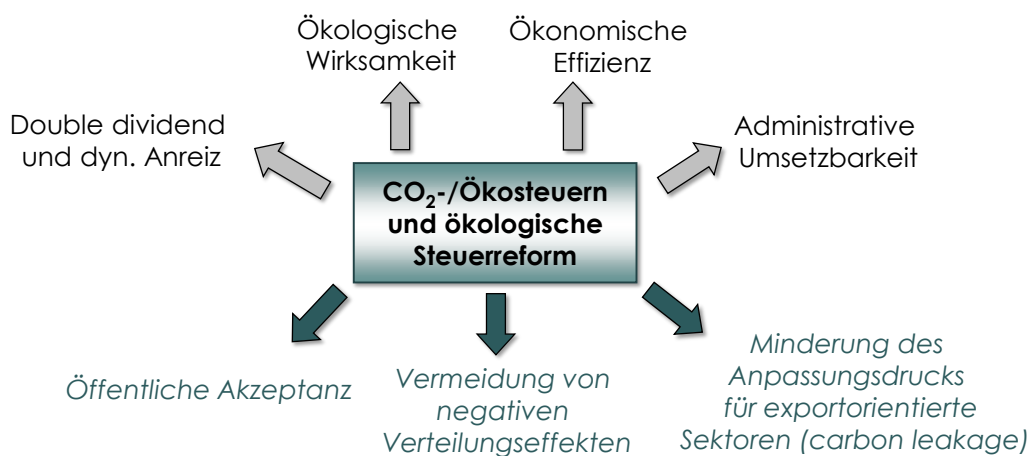 Ökologische
Wirksamkeit
Ökonomische
Effizienz
Double dividend
und dyn. Anreiz
Administrative
Umsetzbarkeit
CO₂-/Ökosteuern
und ökologische
Steuerreform
Öffentliche Akzeptanz
Vermeidung von
negativen
Verteilungseffekten
Minderung des
Anpassungsdrucks
für exportorientierte
Sektoren (carbon leakage)